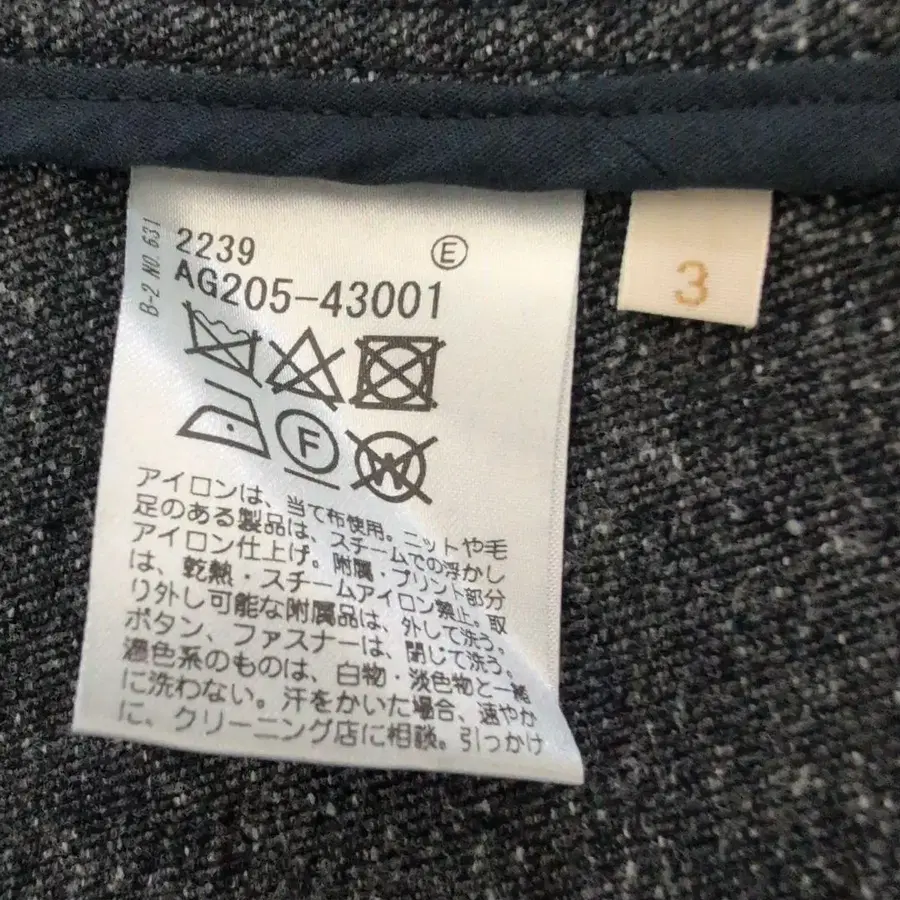 B-2 NO.631
2239
E
AG205-43001
F
W
アイロンは、当て布使用。ニットや毛
足のある製品は、スチームでの浮かし
アイロン仕上げ。附属・プリント部分
は、乾熱・スチームアイロン禁止。取
り外し可能な附属品は、外して洗う。
ボタン、ファスナーは、閉じて洗う。
濃色系のものは、白物・淡色物と一緒
に洗わない。汗をかいた場合、速やか
に、クリーニング店に相談。引っかけ
3